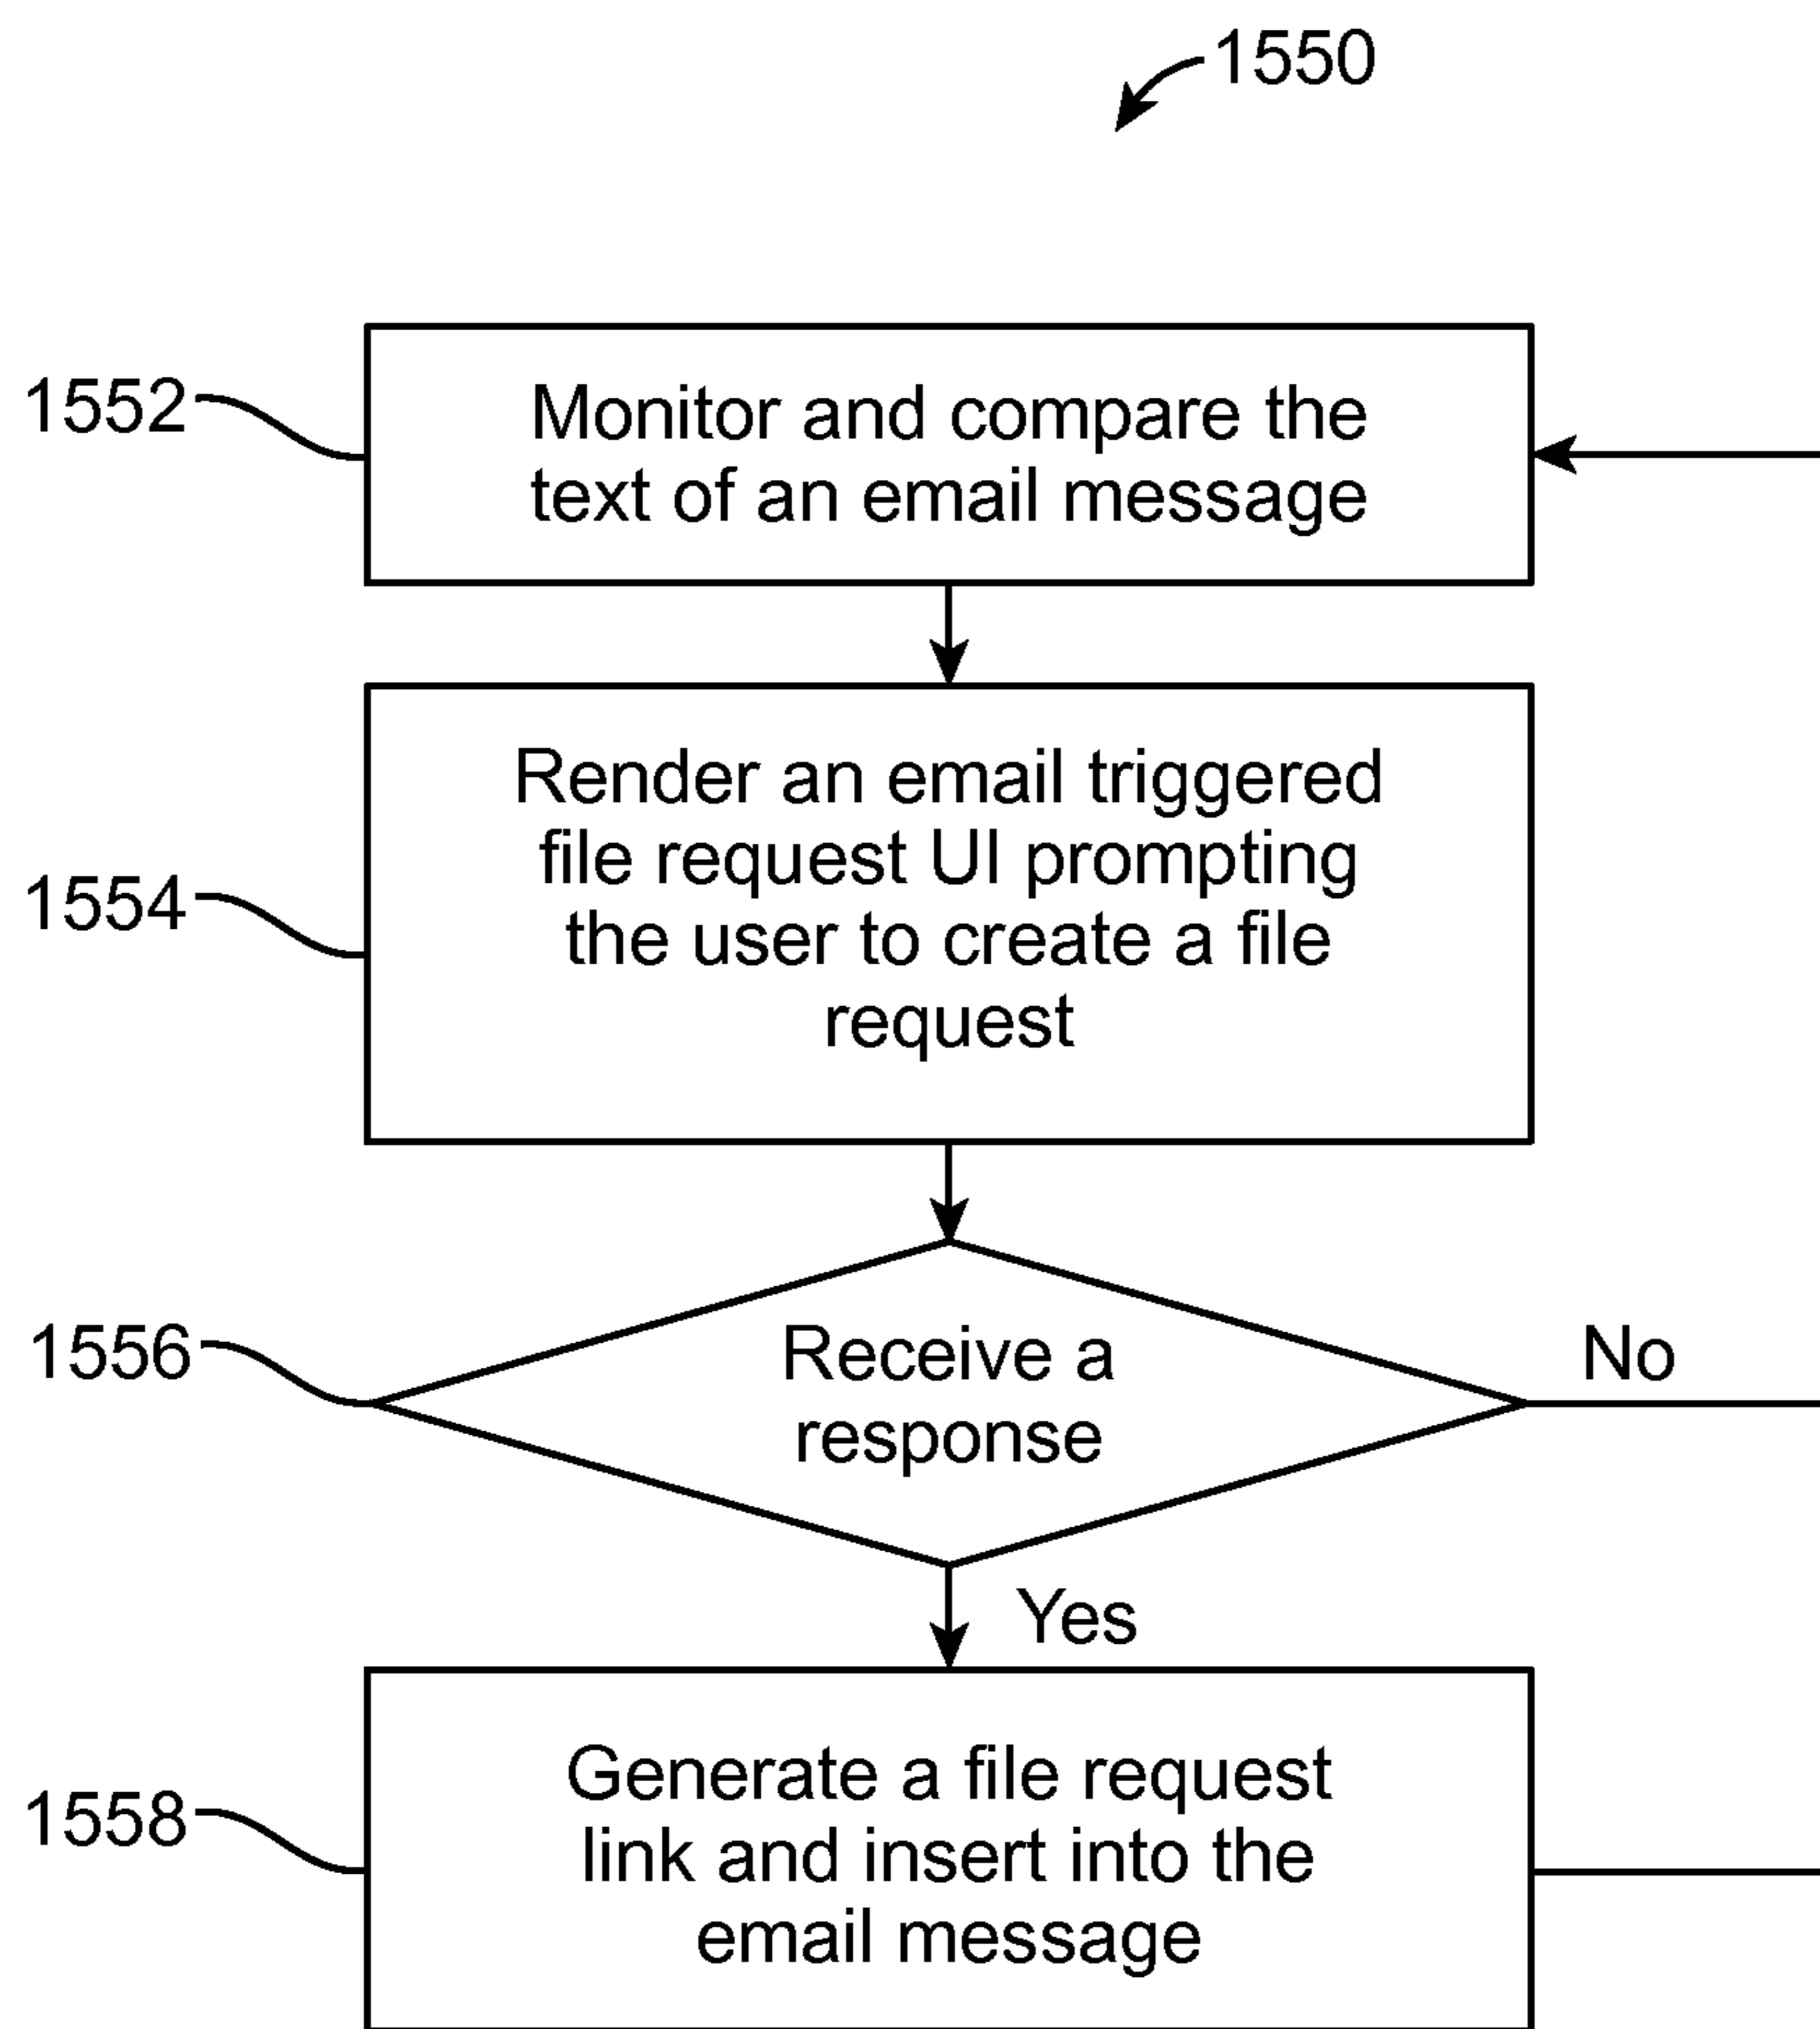 1550
1552
Monitor and compare the
text of an email message
1554
Render an email triggered
file request UI prompting
the user to create a file
request
1556
Receive a
response
No
Yes
1558
Generate a file request
link and insert into the
email message